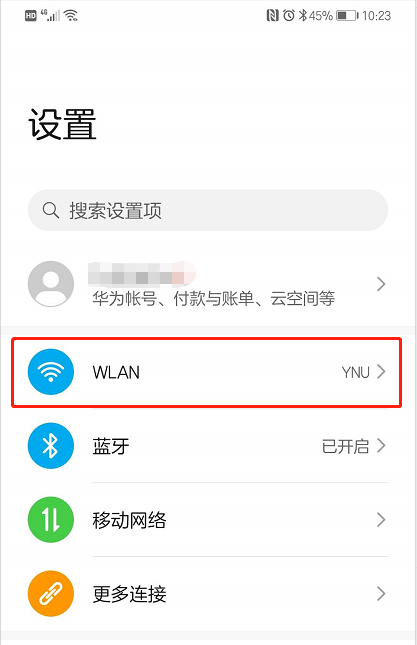 HD 4G 45% 10:23
设置
搜索设置项
华为帐号、付款与账单、云空间等
WLAN YNU
蓝牙 已开启
移动网络
更多连接